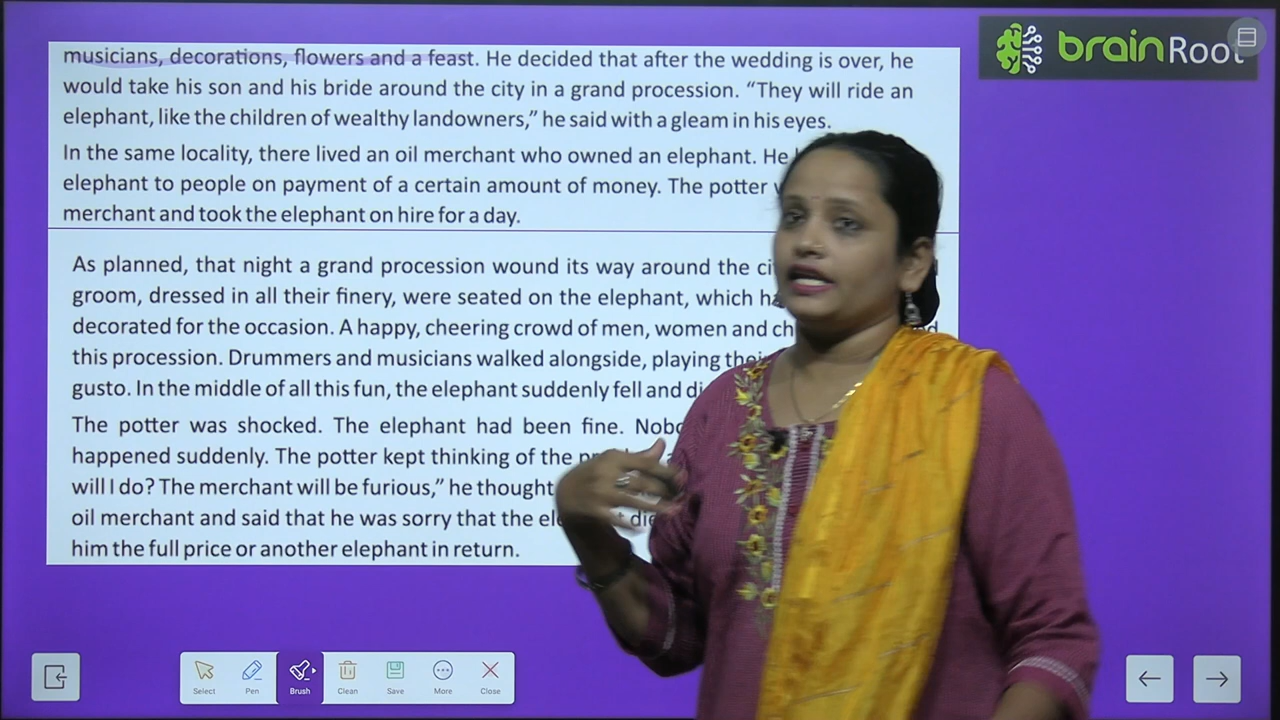 musicians, decorations, flowers and a feast. He decided that after the wedding is over, he
would take his son and his bride around the city in a grand procession. “They will ride an
elephant, like the children of wealthy landowners,” he said with a gleam in his eyes.
In the same locality, there lived an oil merchant who owned an elephant. He
elephant to people on payment of a certain amount of money. The potter
merchant and took the elephant on hire for a day.
As planned, that night a grand procession wound its way around the
groom, dressed in all their finery, were seated on the elephant, which
decorated for the occasion. A happy, cheering crowd of men, women and
this procession. Drummers and musicians walked alongside, playing
gusto. In the middle of all this fun, the elephant suddenly fell and
The potter was shocked. The elephant had been fine.
happened suddenly. The potter kept thinking of the
will I do? The merchant will be furious,” he thought
oil merchant and said that he was sorry that the
him the full price or another elephant in return.
brainRoot
Select Pen Brush Clean Save More Close